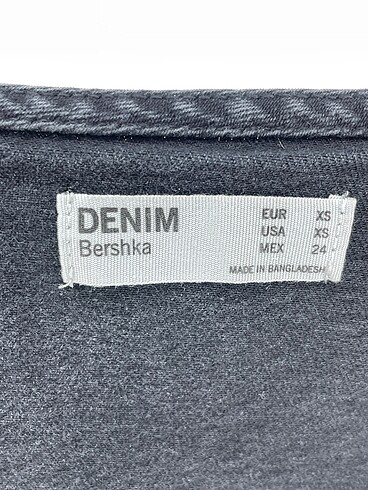 DENIM
Bershka
EUR XS
USA XS
MEX 24
MADE IN BANGLADESH